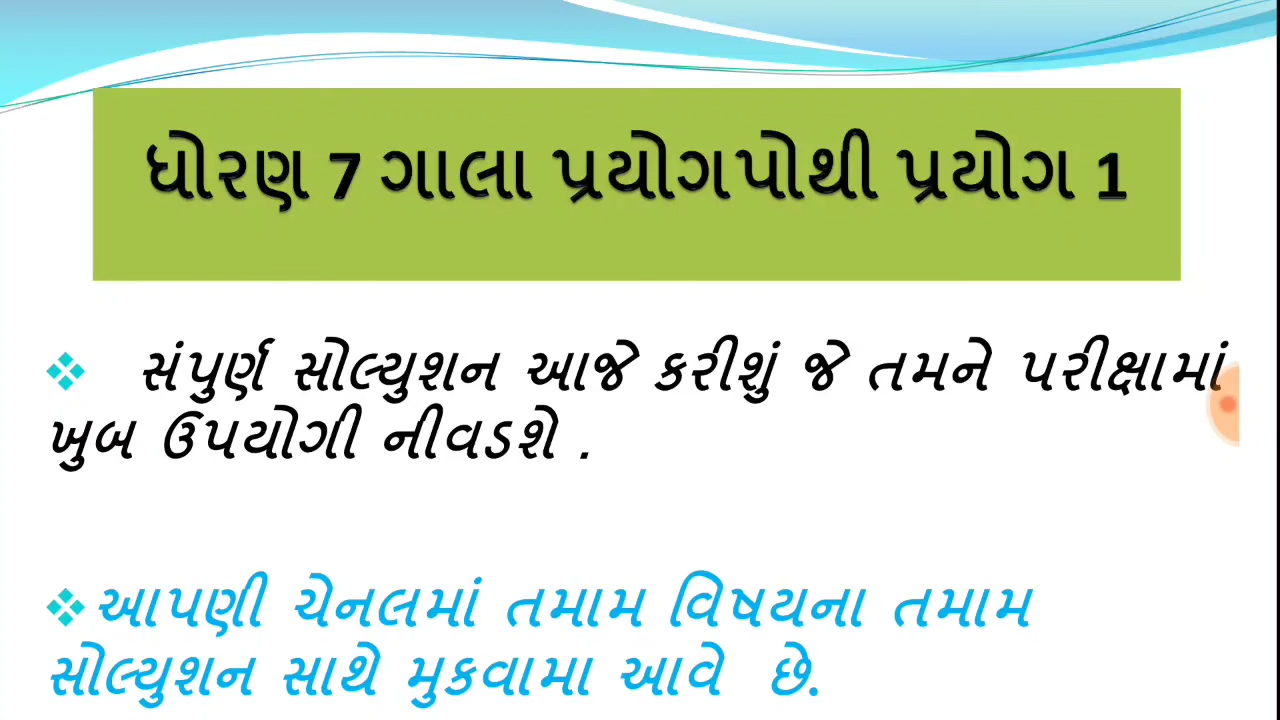 ધોરણ 7 ગાલા પ્રયોગપોથી પ્રયોગ 1
સંપુર્ણ સોલ્યુશન આજે કરીશું જે તમને પરીક્ષામાં
ખુબ ઉપયોગી નીવડશે .
આપણી ચેનલમાં તમામ વિષયના તમામ
સોલ્યુશન સાથે મુકવામા આવે છે.